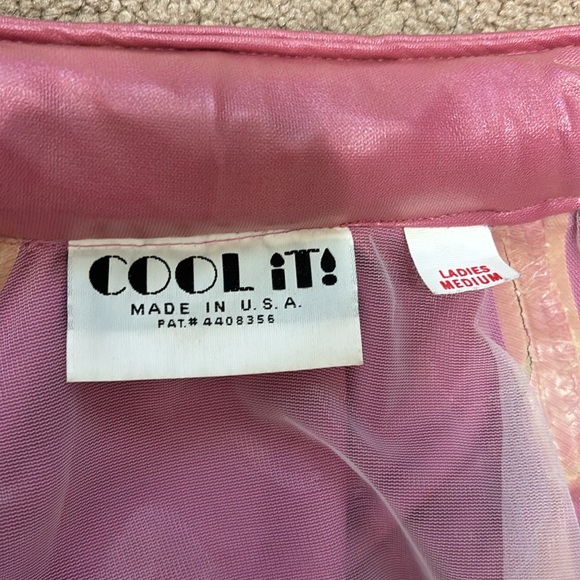 COOL iT!
MADE IN U.S.A.
PAT.# 4408356
LADIES
MEDIUM